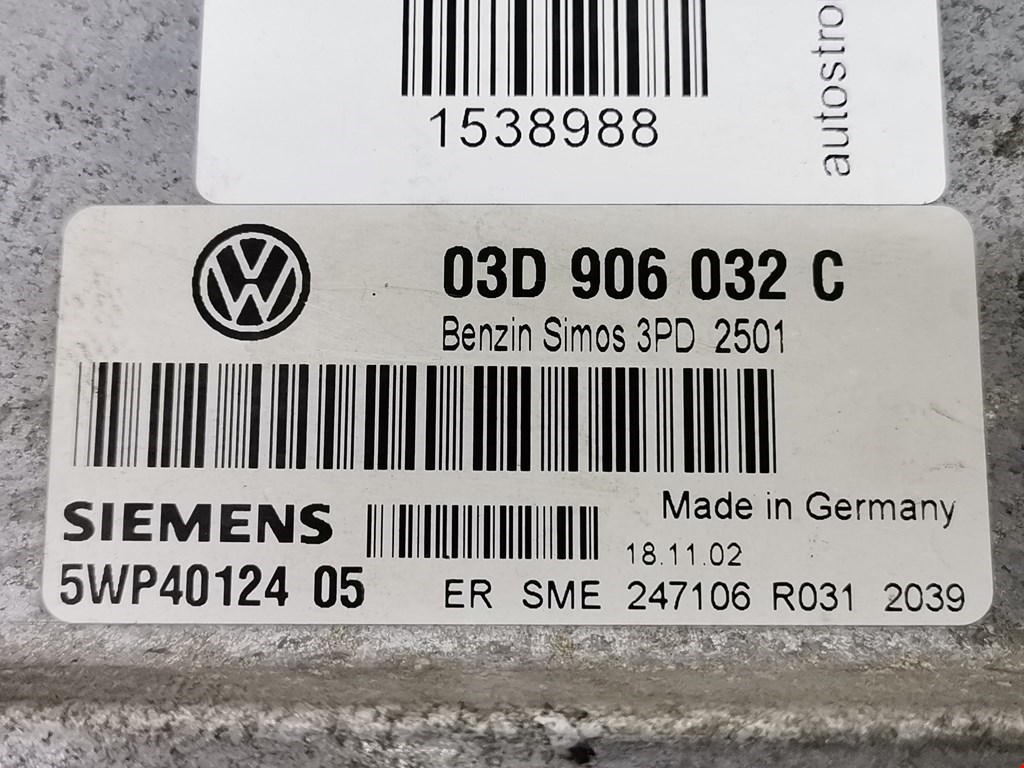 1538988
autostro
03D 906 032 C
Benzin Simos 3PD 2501
SIEMENS
Made in Germany
18.11.02
5WP40124 05
ER SME 247106 R031 2039